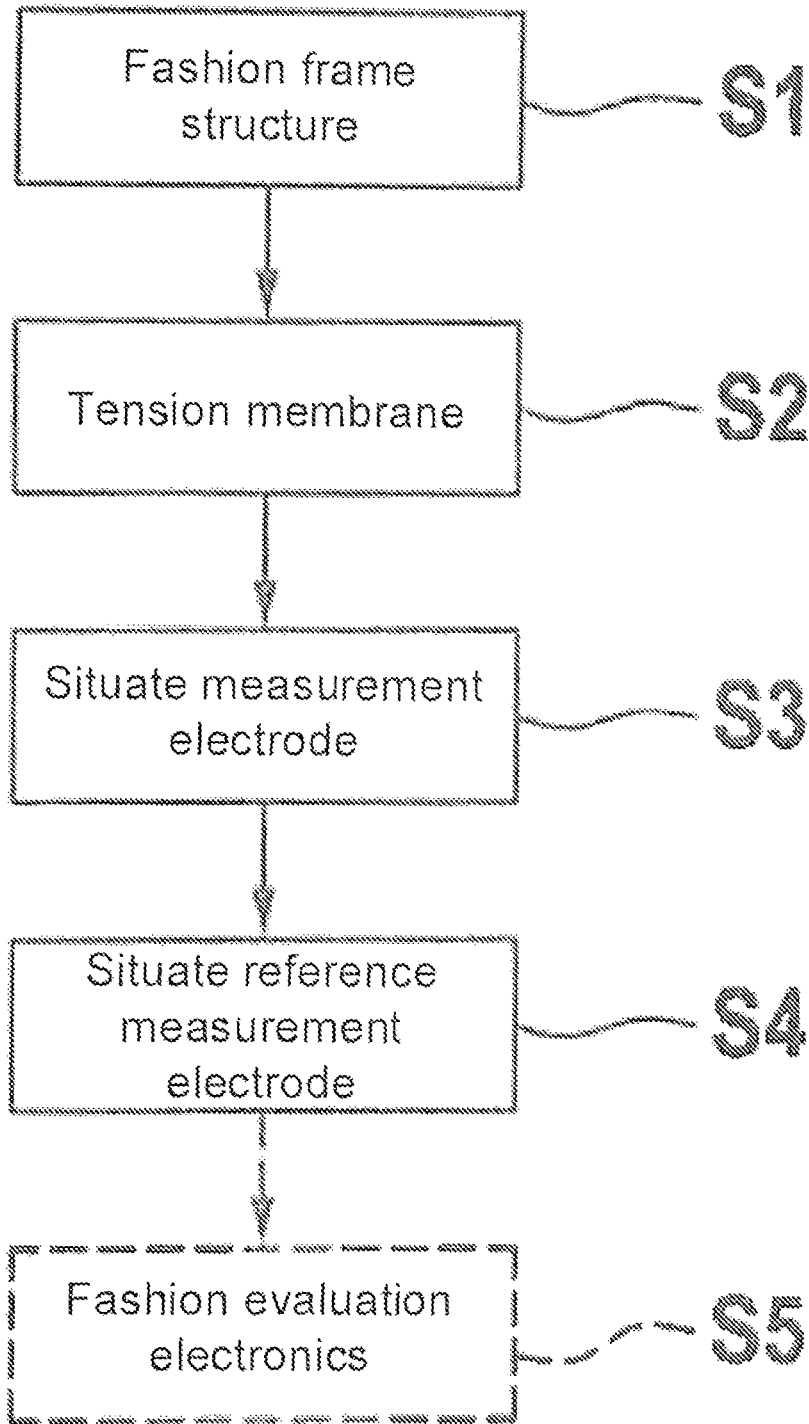 Fashion frame
structure
S1
Tension membrane
S2
Situate measurement
electrode
S3
Situate reference
measurement
electrode
S4
Fashion evaluation
electronics
S5